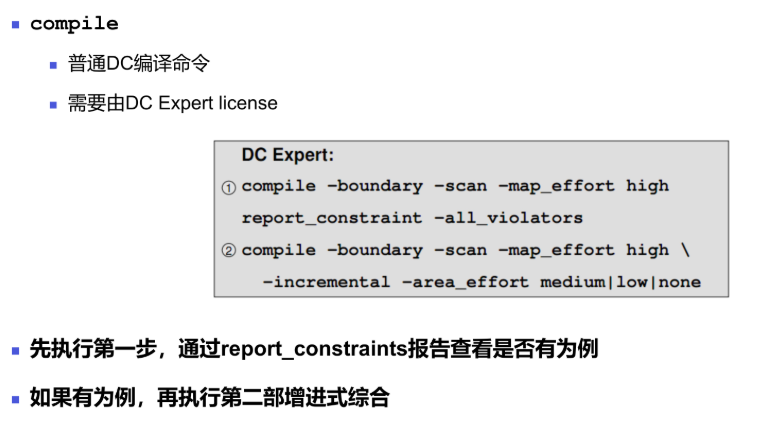 compile
普通DC编译命令
需要由DC Expert license
DC Expert:
① compile –boundary –scan –map_effort high
report_constraint –all_violators
② compile –boundary –scan –map_effort high \
–incremental –area_effort medium|low|none
先执行第一步，通过report_constraints报告查看是否有为例
如果有为例，再执行第二部增进式综合